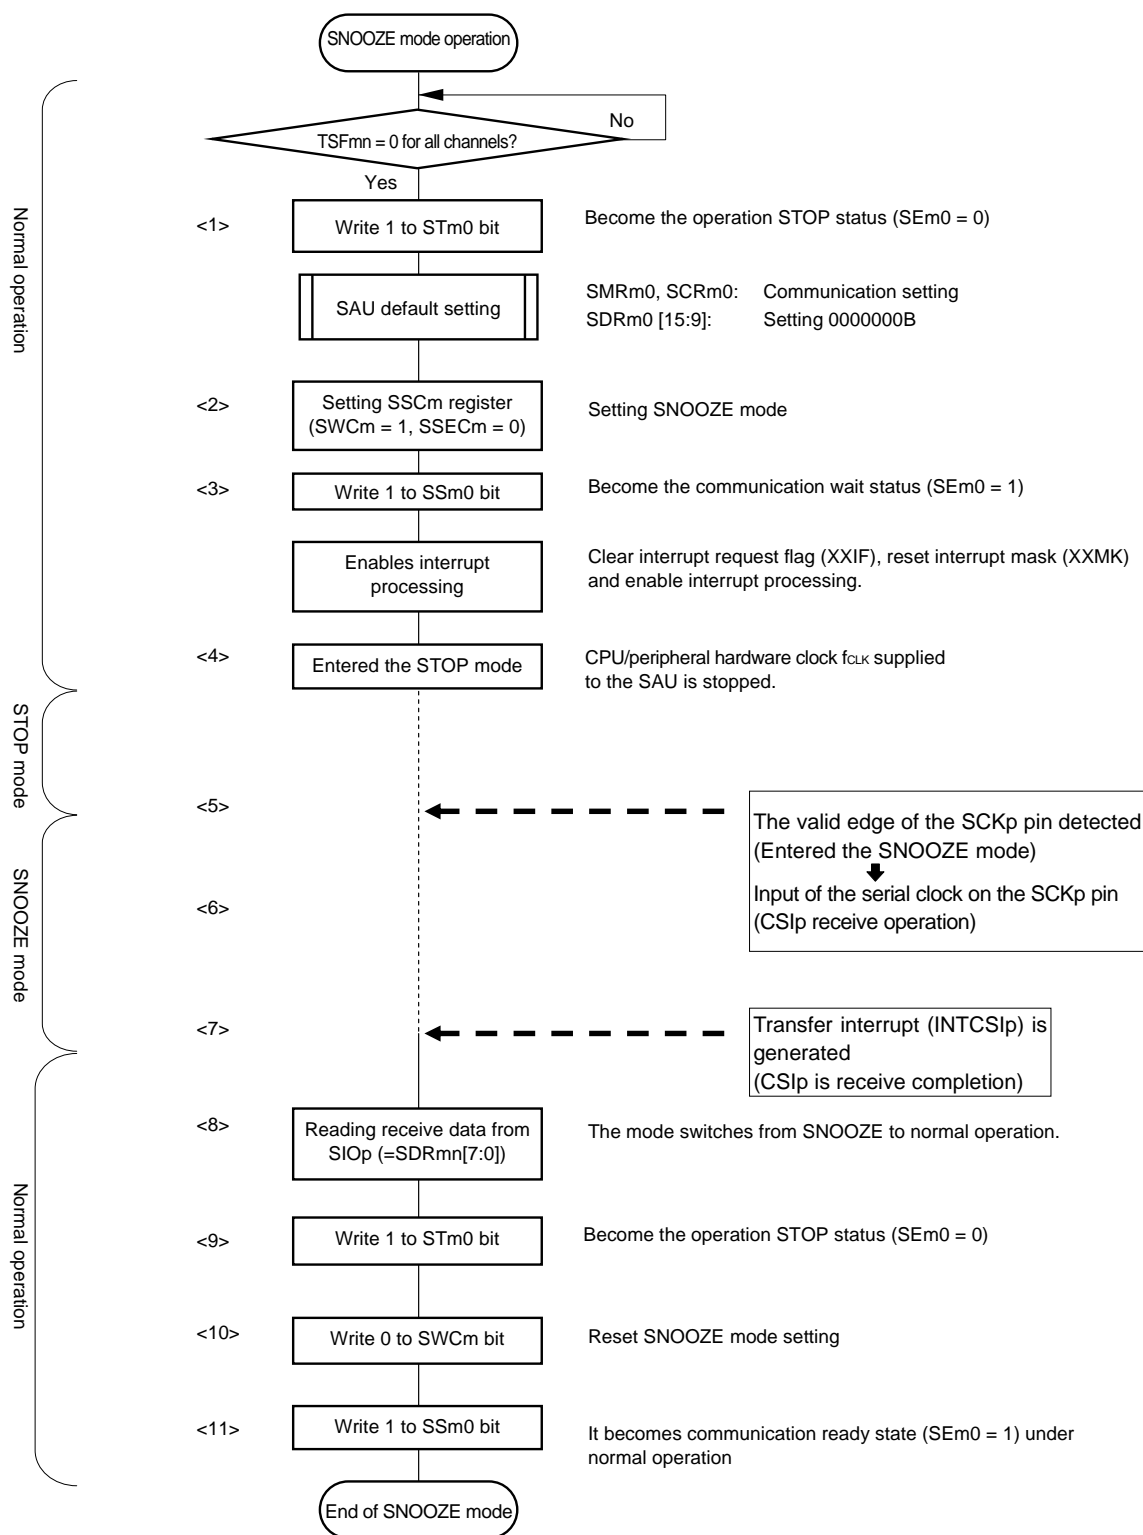 SNOOZE mode operation
TSFmn = 0 for all channels?
No
Yes
Normal operation
<1>
Write 1 to STm0 bit
Become the operation STOP status (SEm0 = 0)
SAU default setting
SMRm0, SCRm0: Communication setting
SDRm0 [15:9]: Setting 0000000B
<2>
Setting SSCm register
(SWCm = 1, SSECm = 0)
Setting SNOOZE mode
<3>
Write 1 to SSm0 bit
Become the communication wait status (SEm0 = 1)
Enables interrupt
processing
Clear interrupt request flag (XXIF), reset interrupt mask (XXMK)
and enable interrupt processing.
<4>
Entered the STOP mode
CPU/peripheral hardware clock fCLK supplied
to the SAU is stopped.
STOP mode
<5>
The valid edge of the SCKp pin detected
(Entered the SNOOZE mode)
Input of the serial clock on the SCKp pin
(CSIp receive operation)
<6>
SNOOZE mode
<7>
Transfer interrupt (INTCSIp) is
generated
(CSIp is receive completion)
<8>
Reading receive data from
SIOp (=SDRmn[7:0])
The mode switches from SNOOZE to normal operation.
Normal operation
<9>
Write 1 to STm0 bit
Become the operation STOP status (SEm0 = 0)
<10>
Write 0 to SWCm bit
Reset SNOOZE mode setting
<11>
Write 1 to SSm0 bit
It becomes communication ready state (SEm0 = 1) under
normal operation
End of SNOOZE mode